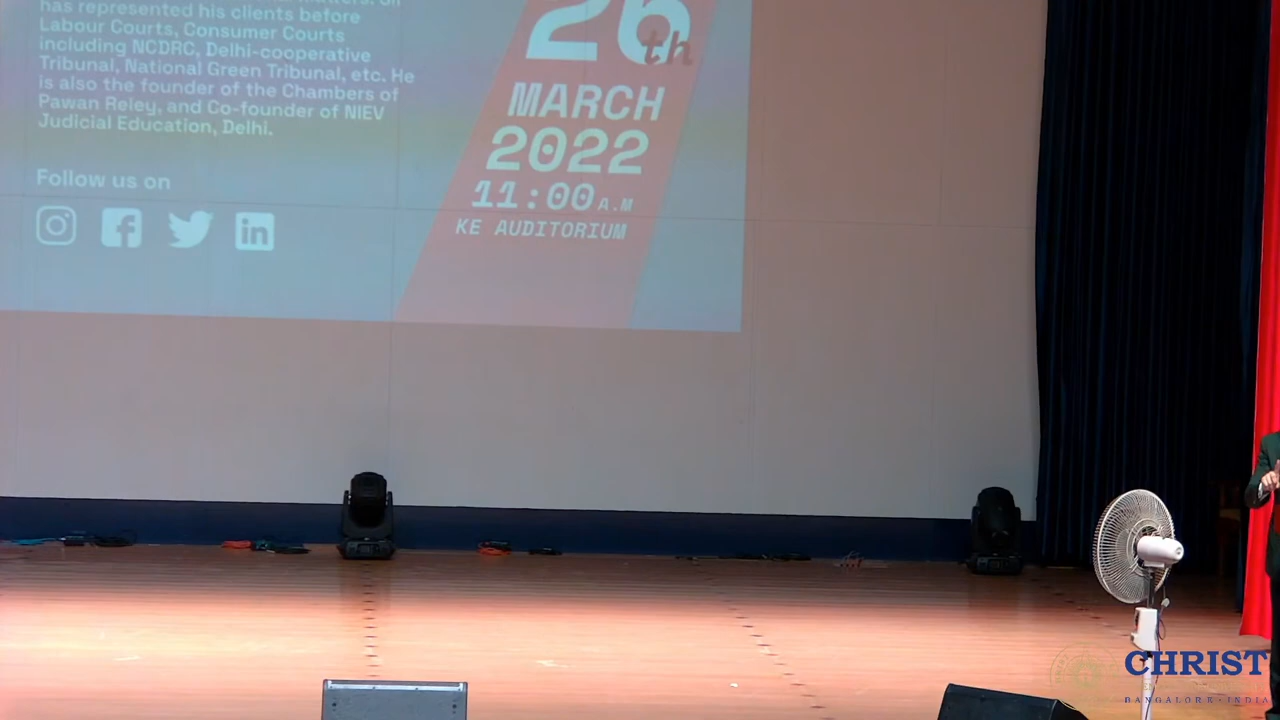 has represented his clients before
Labour Courts, Consumer Courts
including NCDRC, Delhi-cooperative
Tribunal, National Green Tribunal, etc. He
is also the founder of the Chambers of
Pawan Reley, and Co-founder of NIEV
Judicial Education, Delhi.
Follow us on
26th
MARCH
2022
11:00 A.M
KE AUDITORIUM
CHRIST
BANGALORE · INDIA